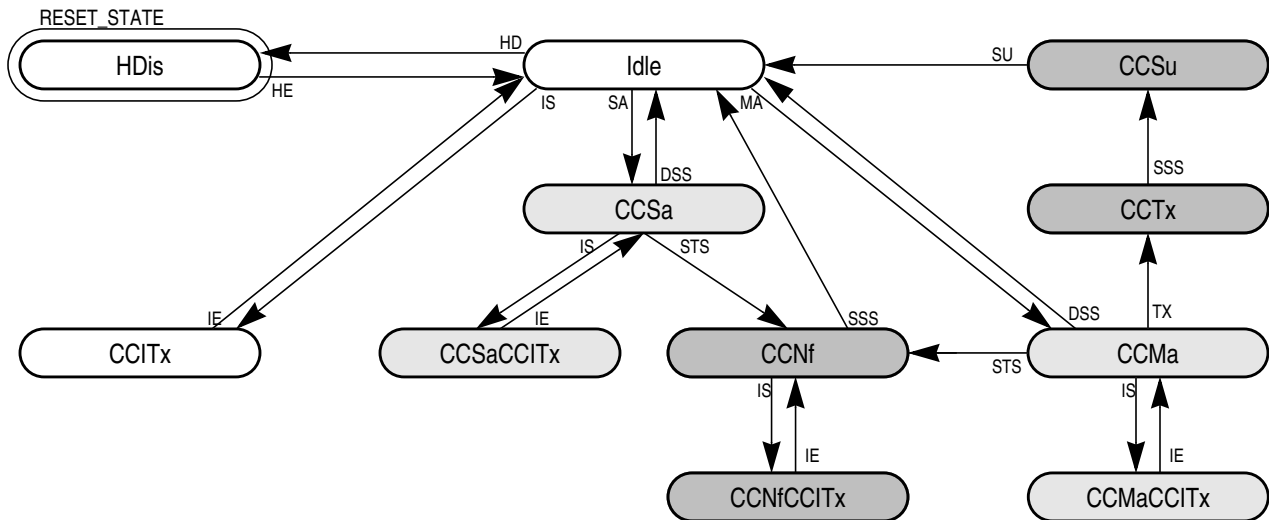 RESET_STATE
HDis
HD
HE
Idle
SU
CCSu
IS
SA
MA
DSS
SSS
CCSa
CCTx
IS
STS
IE
IE
SSS
DSS
TX
CCITx
CCSaCCITx
CCNf
STS
CCMa
IS
IS
IE
IE
CCNfCCITx
CCMaCCITx